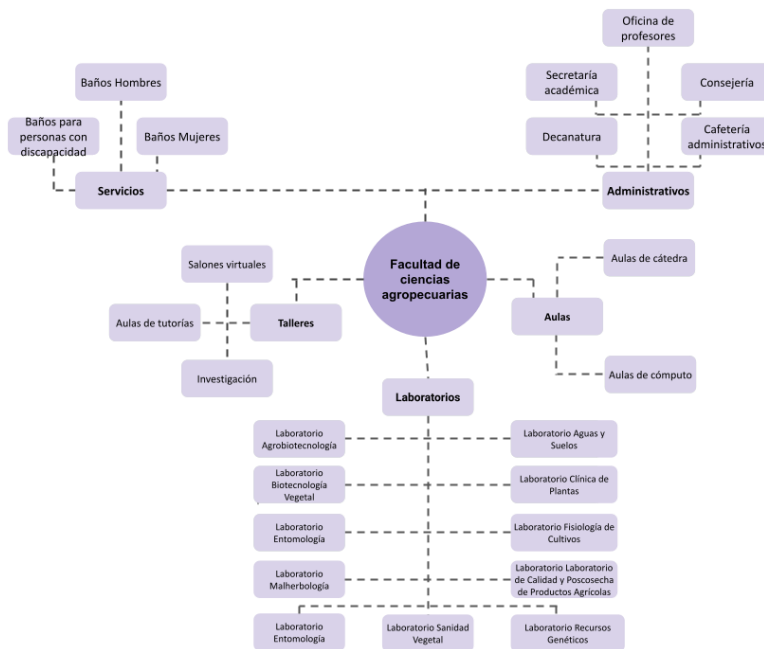 Oficina de
profesores
Baños Hombres
Secretaría
académica
Consejería
Baños para
personas con
discapacidad
Baños Mujeres
Decanatura
Cafetería
administrativos
Servicios
Administrativos
Facultad de
ciencias
agropecuarias
Salones virtuales
Aulas de cátedra
Aulas de tutorías
Talleres
Aulas
Investigación
Aulas de cómputo
Laboratorios
Laboratorio
Agrobiotecnología
Laboratorio Aguas y
Suelos
Laboratorio
Biotecnología
Vegetal
Laboratorio Clínica de
Plantas
Laboratorio
Entomología
Laboratorio Fisiología de
Cultivos
Laboratorio
Malherbología
Laboratorio Laboratorio
de Calidad y Poscosecha
de Productos Agrícolas
Laboratorio
Entomología
Laboratorio Sanidad
Vegetal
Laboratorio Recursos
Genéticos